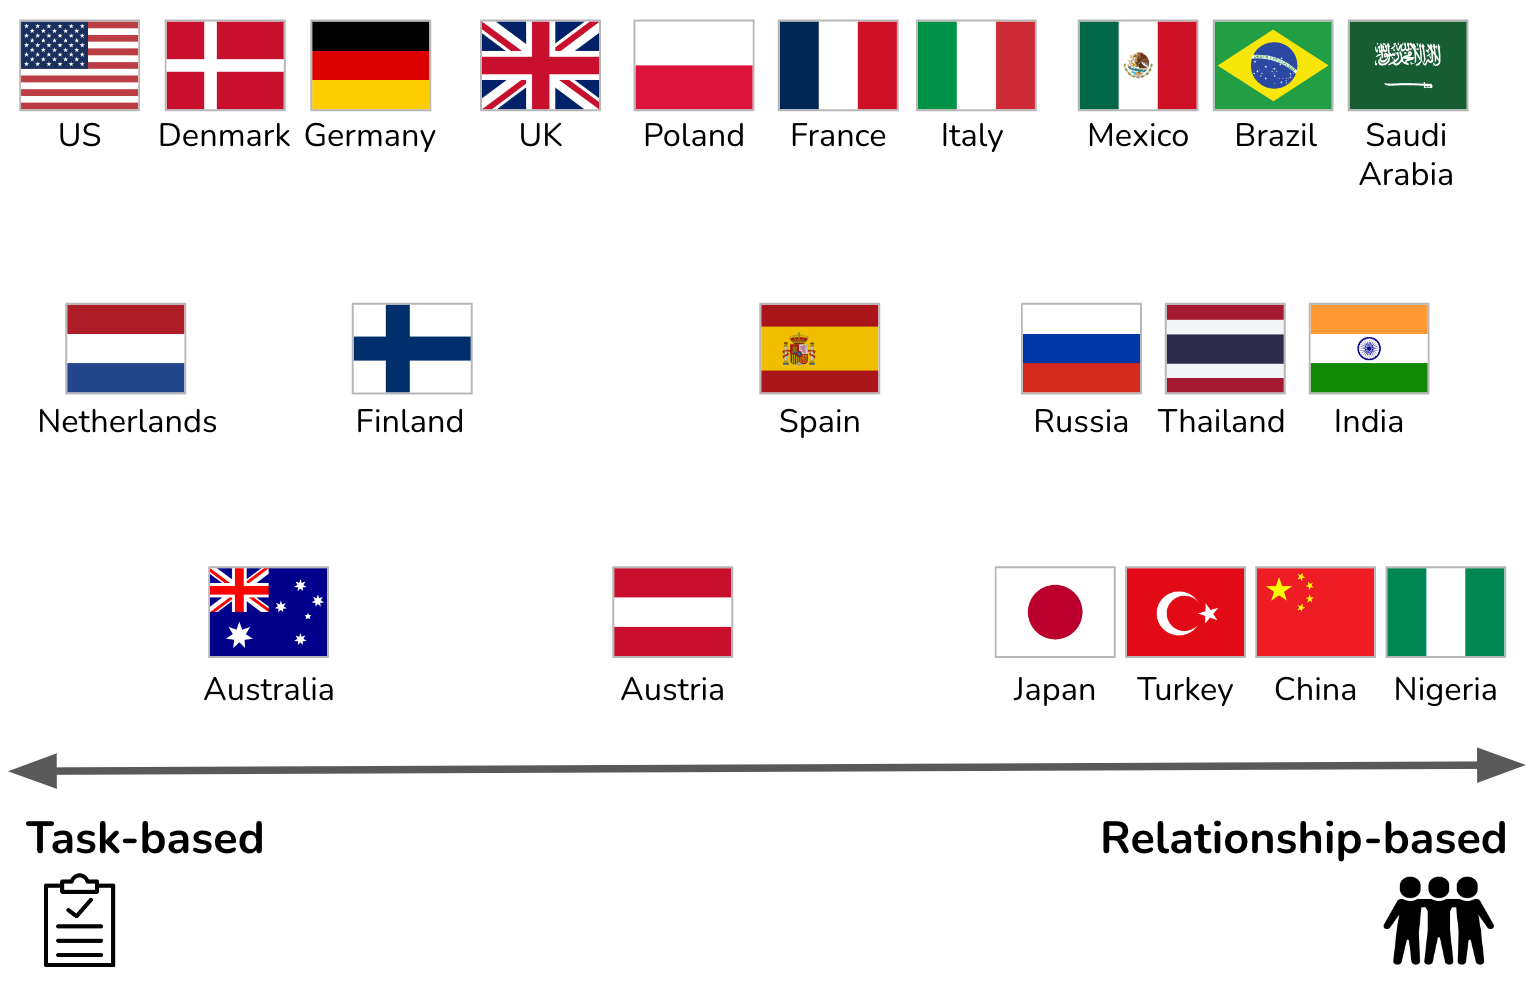 US
Denmark
Germany
UK
Poland
France
Italy
Mexico
Brazil
Saudi
Arabia
Netherlands
Finland
Spain
Russia
Thailand
India
Australia
Austria
Japan
Turkey
China
Nigeria
Task-based
Relationship-based